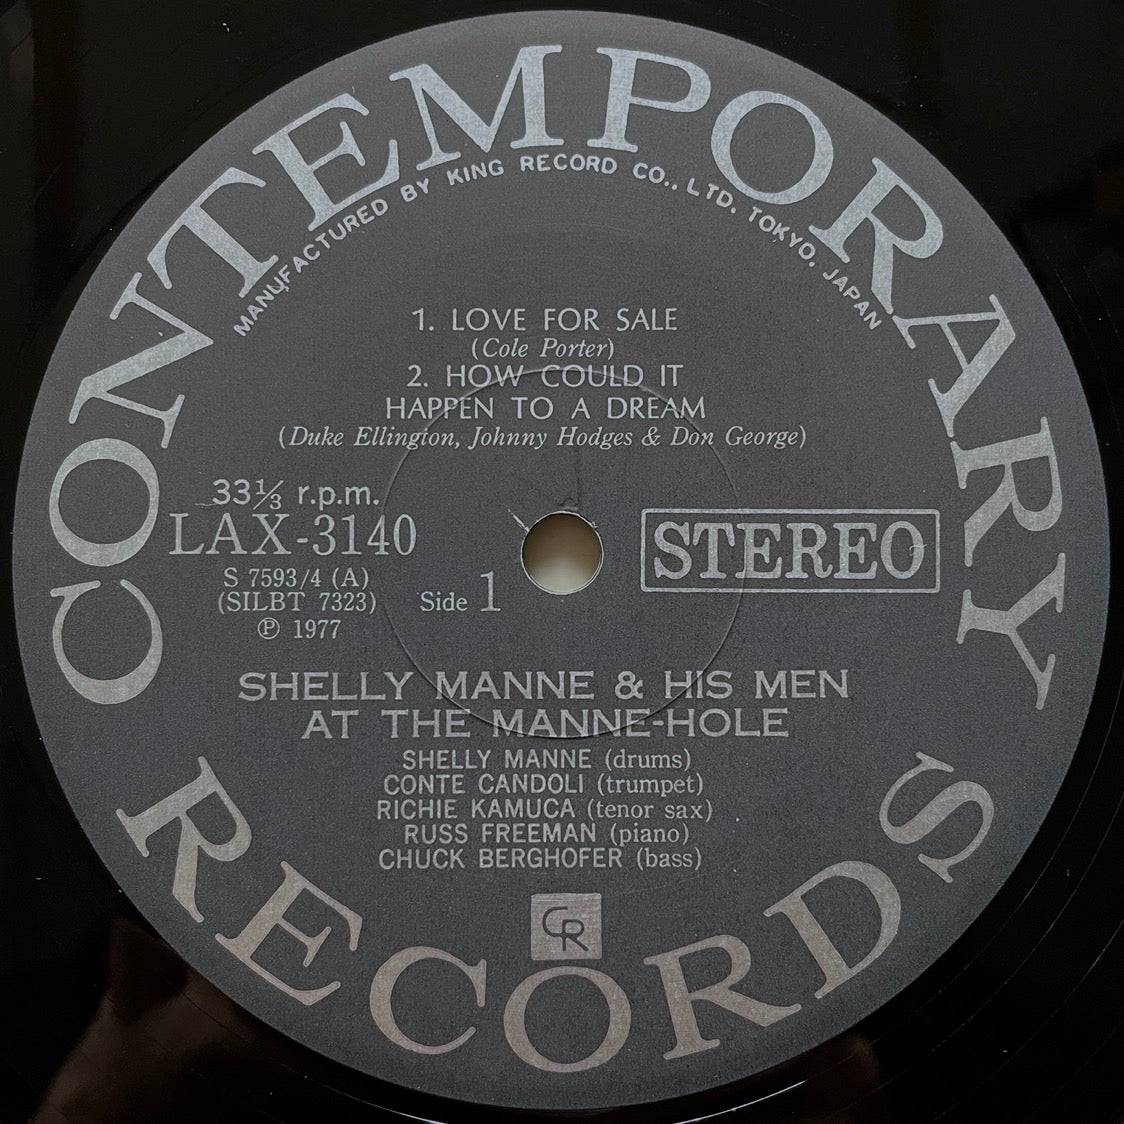 CONTEMPORARY
MANUFACTURED BY KING RECORD CO., LTD. TOKYO. JAPAN
1. LOVE FOR SALE
(Cole Porter)
2. HOW COULD IT
HAPPEN TO A DREAM
(Duke Ellington, Johnny Hodges & Don George)
33⅓ r.p.m.
LAX-3140
STEREO
S 7593/4 (A)
(SILBT 7323)
Side 1
℗ 1977
SHELLY MANNE & HIS MEN
AT THE MANNE-HOLE
SHELLY MANNE (drums)
CONTE CANDOLI (trumpet)
RICHIE KAMUCA (tenor sax)
RUSS FREEMAN (piano)
CHUCK BERGHOFER (bass)
CR
RECORDS